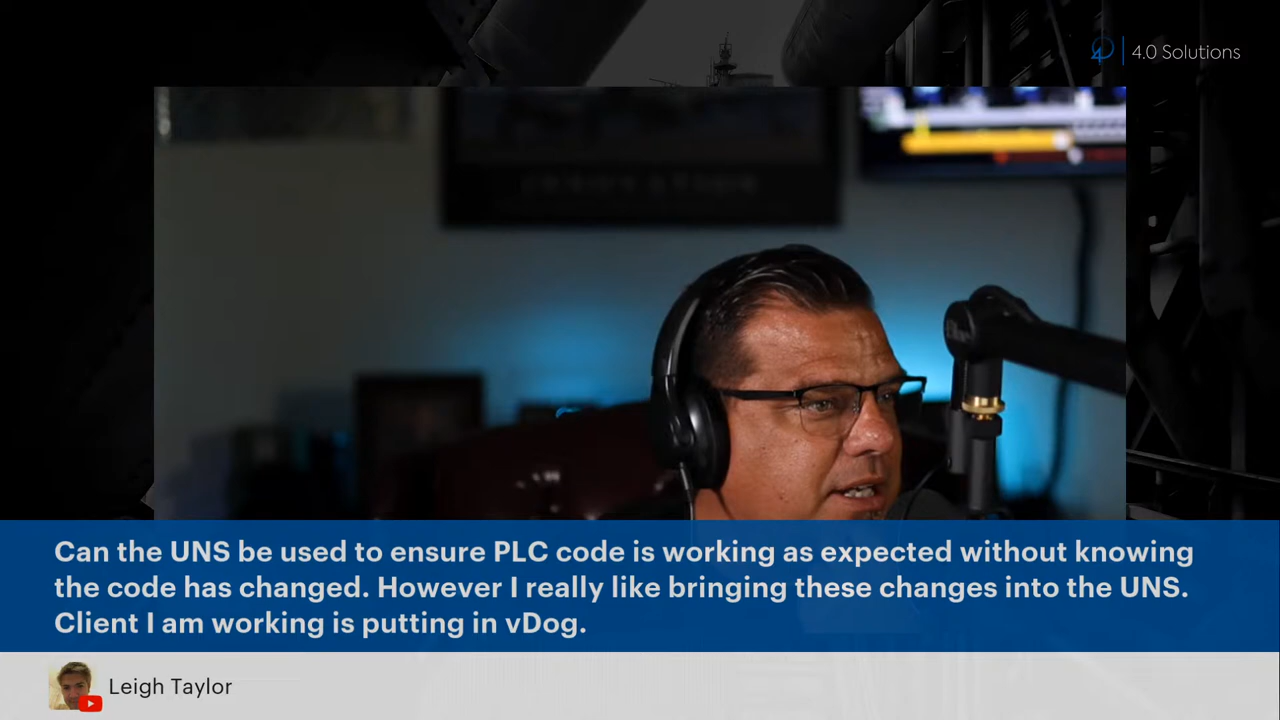 4.0 Solutions
Can the UNS be used to ensure PLC code is working as expected without knowing
the code has changed. However I really like bringing these changes into the UNS.
Client I am working is putting in vDog.
Leigh Taylor